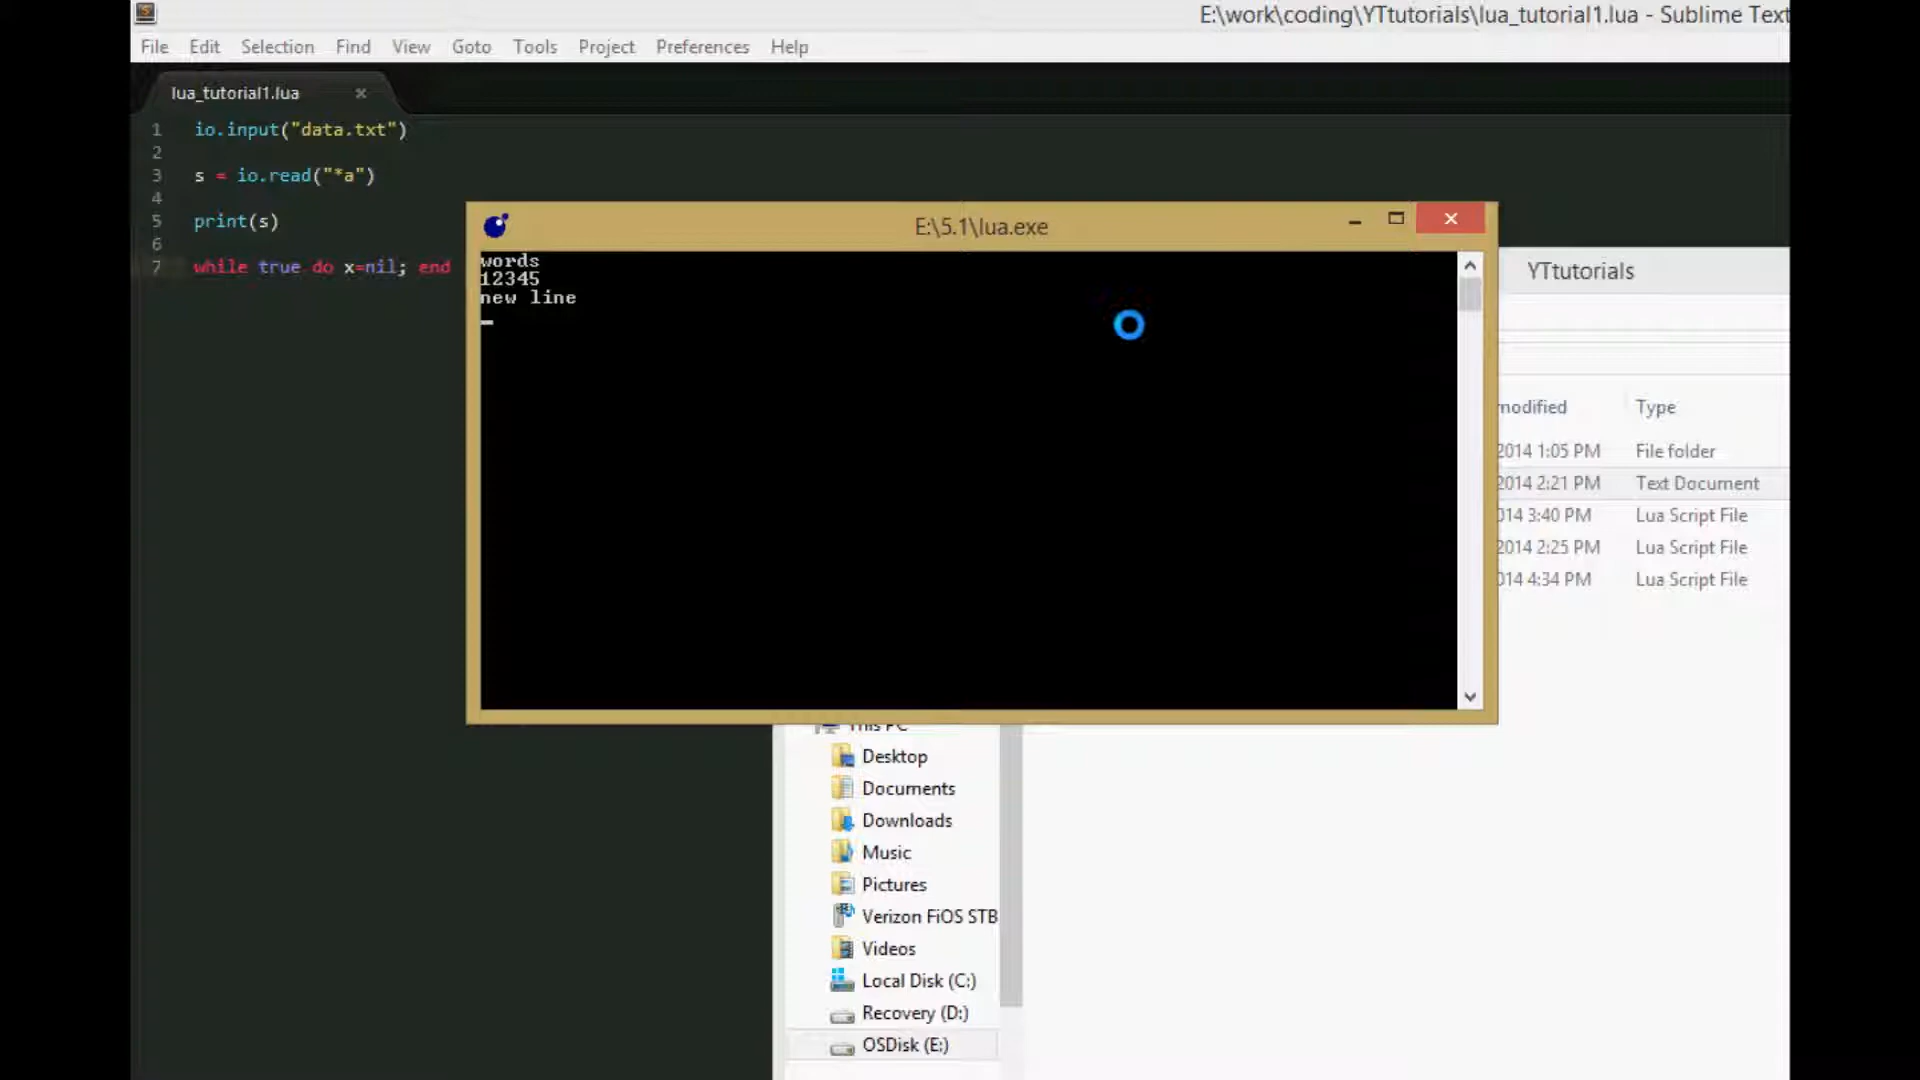 E:\work\coding\YTtutorials\lua_tutorial1.lua - Sublime Text
File Edit Selection Find View Goto Tools Project Preferences Help
lua_tutorial1.lua
1 io.input("data.txt")
2
3 s = io.read("*a")
4
5 print(s)
6
7 while true do x=nil; end
E:\5.1\lua.exe
words
12345
new line
YTtutorials
modified Type
2014 1:05 PM File folder
2014 2:21 PM Text Document
014 3:40 PM Lua Script File
2014 2:25 PM Lua Script File
014 4:34 PM Lua Script File
This PC
Desktop
Documents
Downloads
Music
Pictures
Verizon FiOS STB
Videos
Local Disk (C:)
Recovery (D:)
OSDisk (E:)